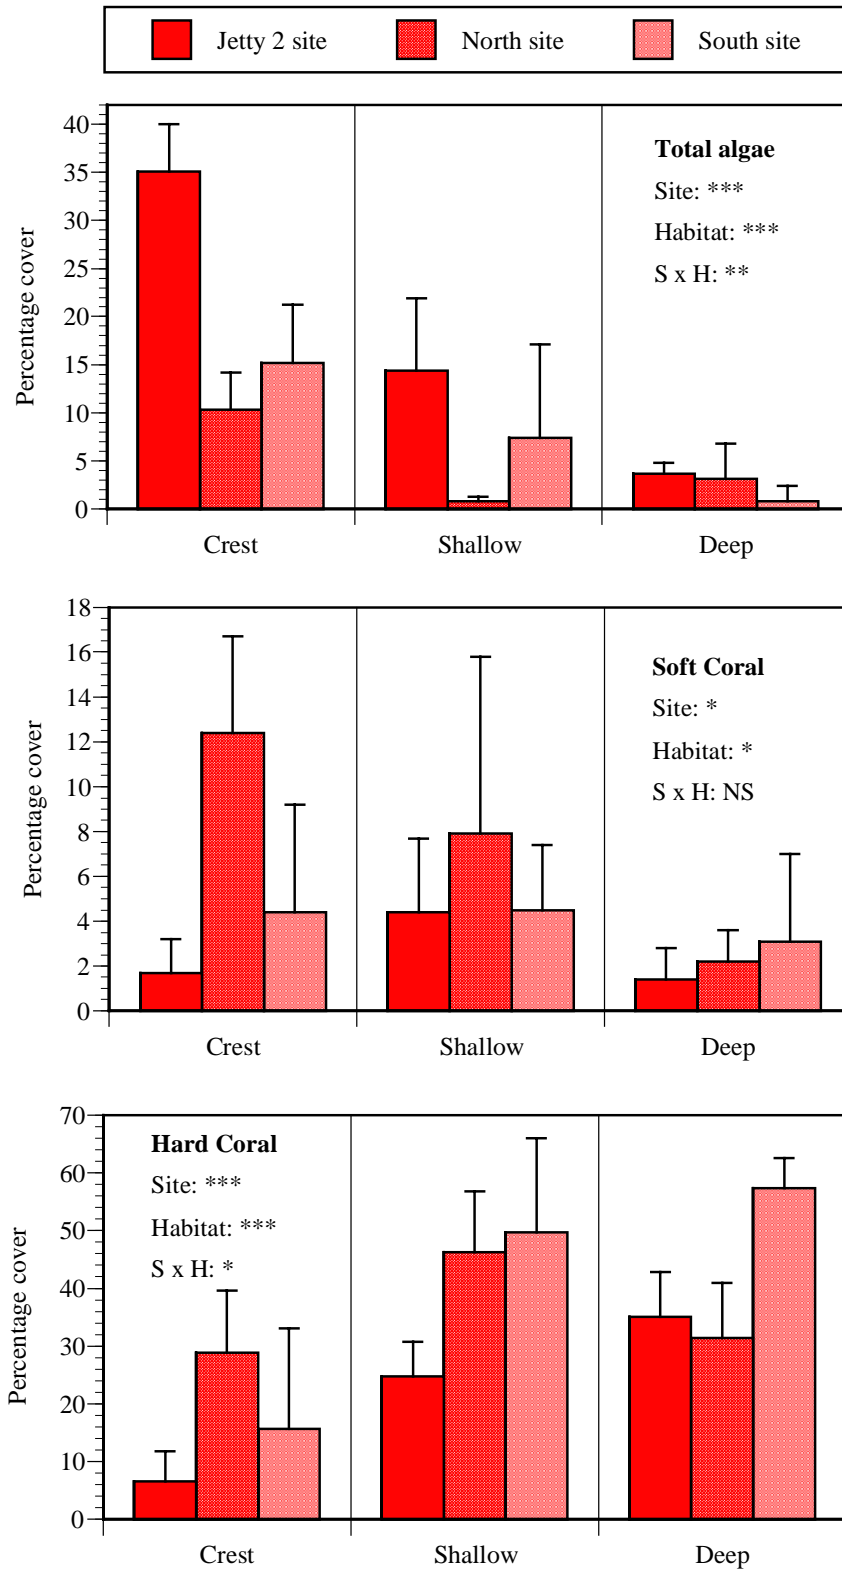 Jetty 2 site North site South site
40
35
30
25
20
15
10
5
0
Percentage cover
Total algae
Site: ***
Habitat: ***
S x H: **
Crest Shallow Deep
18
16
14
12
10
8
6
4
2
0
Percentage cover
Soft Coral
Site: *
Habitat: *
S x H: NS
Crest Shallow Deep
70
60
50
40
30
20
10
0
Percentage cover
Hard Coral
Site: ***
Habitat: ***
S x H: *
Crest Shallow Deep